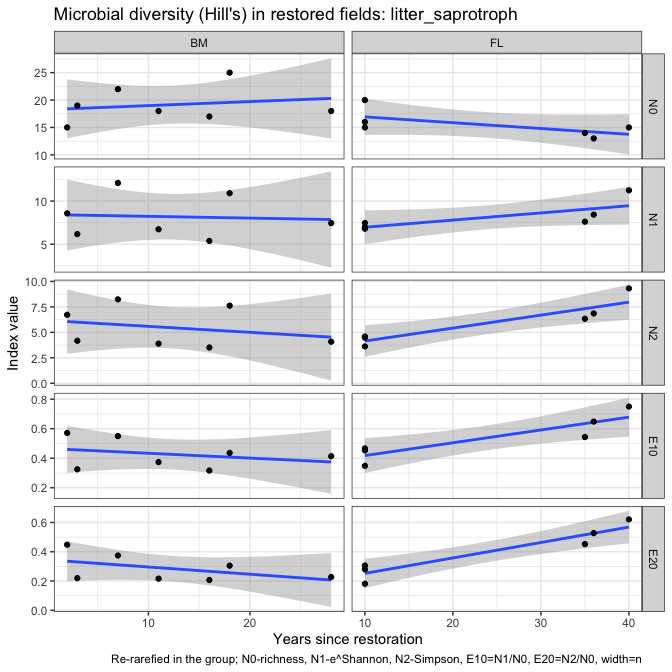 Microbial diversity (Hill's) in restored fields: litter_saprotroph
BM
FL
25
20
15
10
N0
10
5
N1
10.0
7.5
5.0
2.5
0.0
N2
0.8
0.6
0.4
0.2
E10
0.6
0.4
0.2
0.0
E20
Index value
10
20
10
20
30
40
Years since restoration
Re-rarefied in the group; N0-richness, N1-e^Shannon, N2-Simpson, E10=N1/N0, E20=N2/N0, width=n